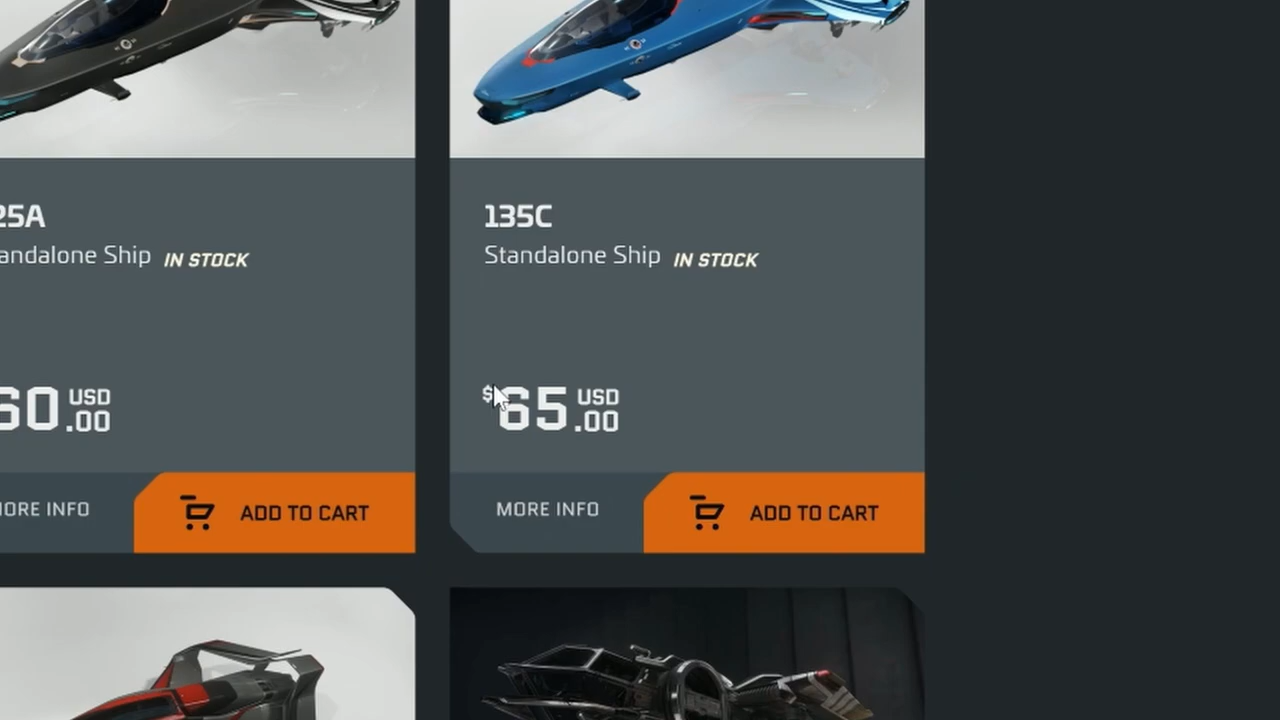 25A
andalone Ship IN STOCK
60 USD .00
ORE INFO
ADD TO CART
135C
Standalone Ship IN STOCK
$65 USD .00
MORE INFO
ADD TO CART